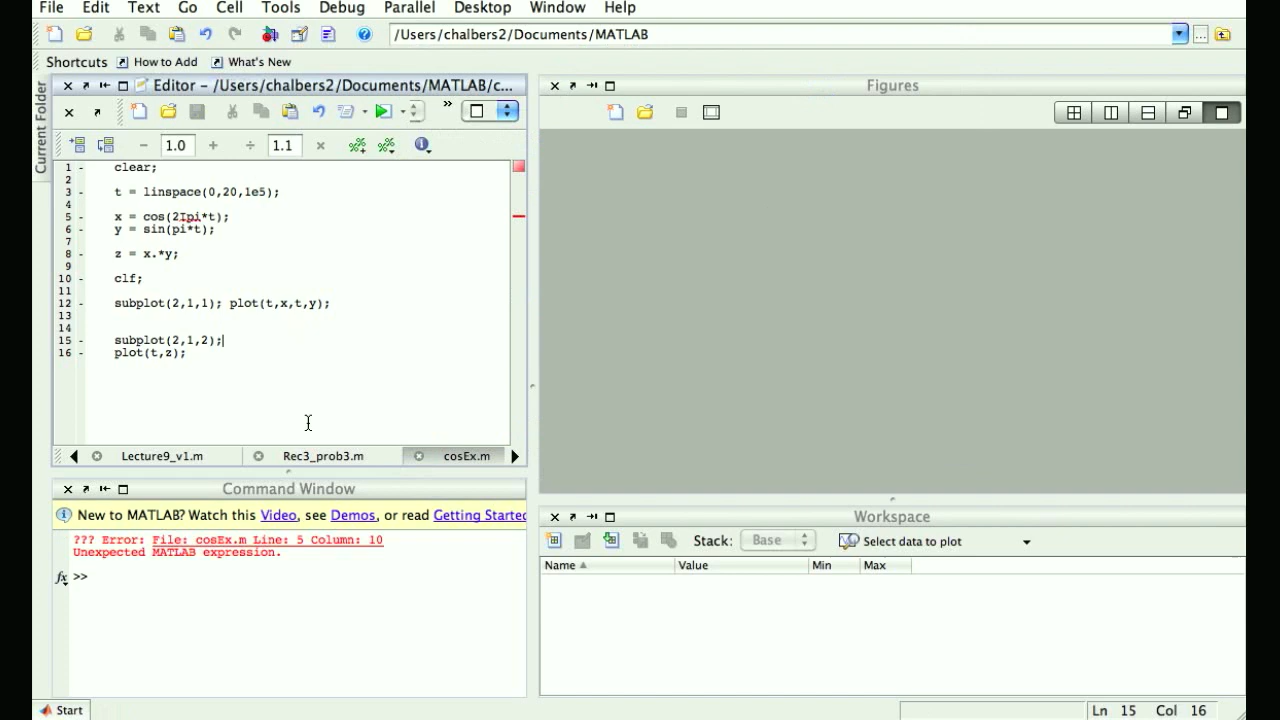 File Edit Text Go Cell Tools Debug Parallel Desktop Window Help
/Users/chalbers2/Documents/MATLAB
...
Shortcuts How to Add What's New
Current Folder
Editor - /Users/chalbers2/Documents/MATLAB/c...
»
− 1.0 + ÷ 1.1 ×
1 - clear;
2
3 - t = linspace(0,20,1e5);
4
5 - x = cos(2Ipi*t);
6 - y = sin(pi*t);
7
8 - z = x.*y;
9
10 - clf;
11
12 - subplot(2,1,1); plot(t,x,t,y);
13
14
15 - subplot(2,1,2);
16 - plot(t,z);
Lecture9_v1.m Rec3_prob3.m cosEx.m
Command Window
New to MATLAB? Watch this Video, see Demos, or read Getting Started
??? Error: File: cosEx.m Line: 5 Column: 10
Unexpected MATLAB expression.
fx >>
Figures
Workspace
Stack: Base Select data to plot
Name Value Min Max
Start
Ln 15 Col 16